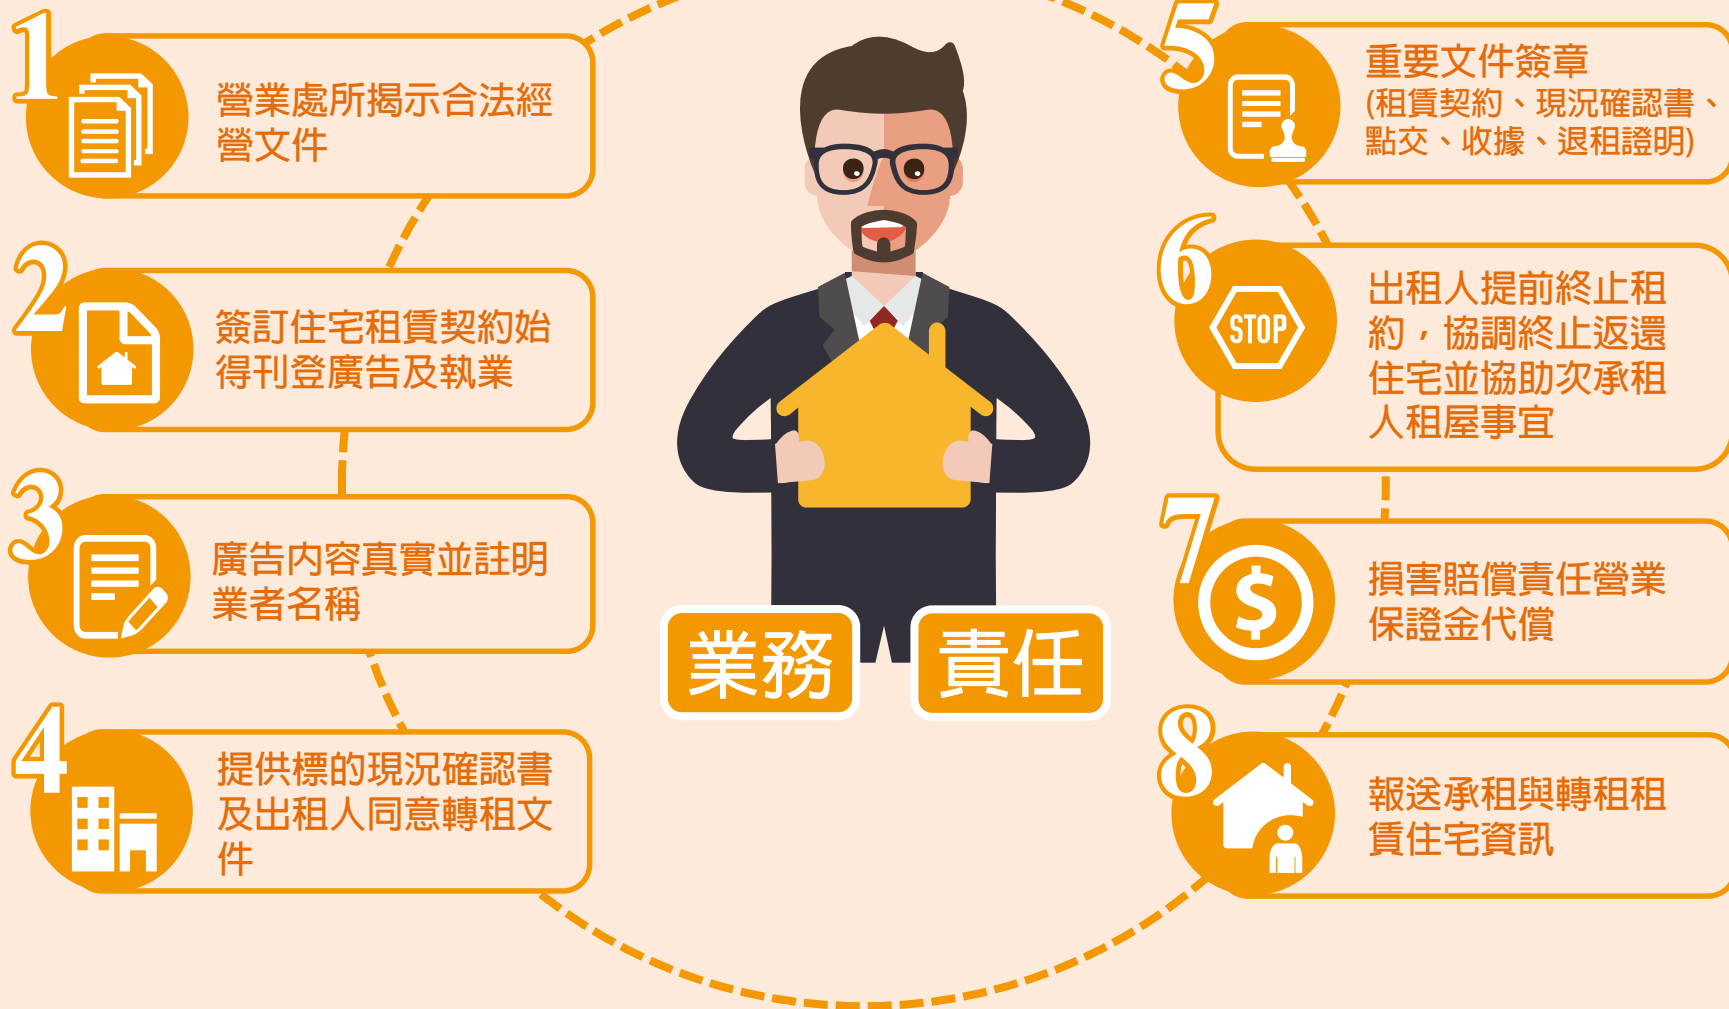 1
營業處所揭示合法經
營文件
2
簽訂住宅租賃契約始
得刊登廣告及執業
3
廣告內容真實並註明
業者名稱
4
提供標的現況確認書
及出租人同意轉租文
件
業務 責任
5
重要文件簽章
(租賃契約、現況確認書、
點交、收據、退租證明)
6
STOP
出租人提前終止租
約，協調終止返還
住宅並協助次承租
人租屋事宜
7
$
損害賠償責任營業
保證金代償
8
報送承租與轉租租
賃住宅資訊